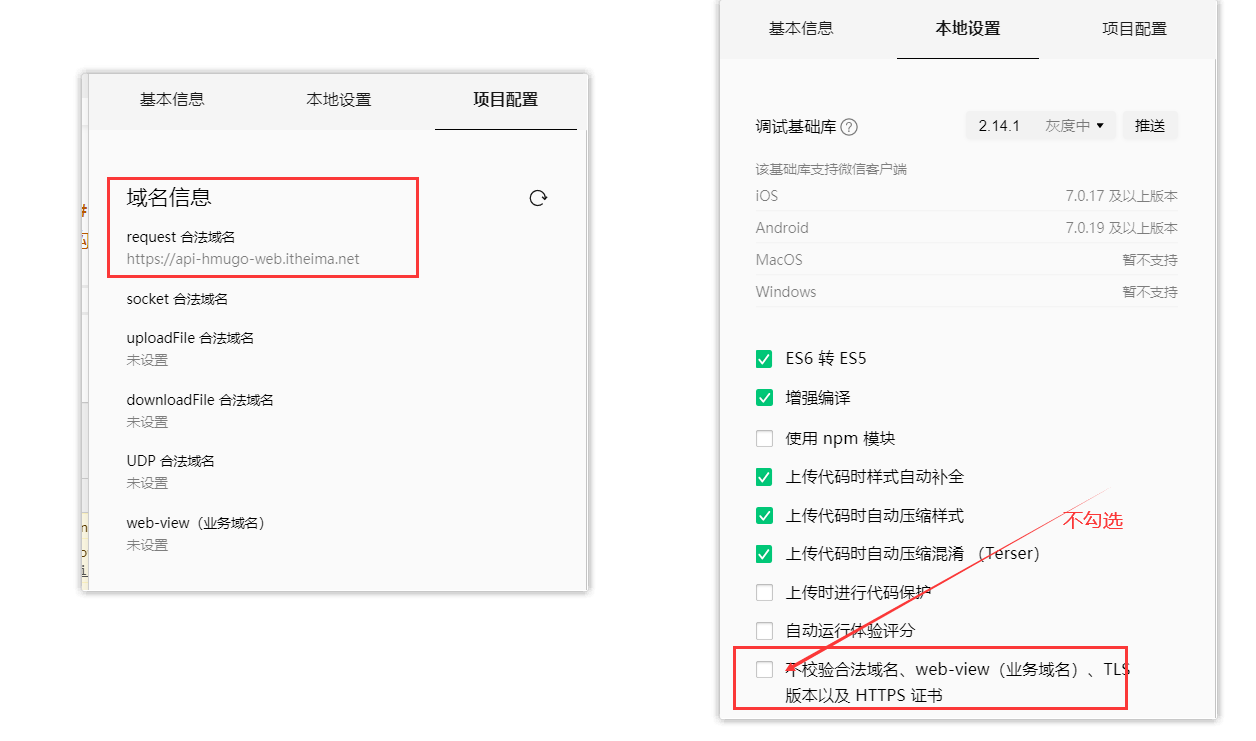 基本信息 本地设置 项目配置
域名信息
request 合法域名
https://api-hmugo-web.itheima.net
socket 合法域名
uploadFile 合法域名
未设置
downloadFile 合法域名
未设置
UDP 合法域名
未设置
web-view（业务域名）
未设置
基本信息 本地设置 项目配置
调试基础库 ? 2.14.1 灰度中 推送
该基础库支持微信客户端
iOS 7.0.17 及以上版本
Android 7.0.19 及以上版本
MacOS 暂不支持
Windows 暂不支持
ES6 转 ES5
增强编译
使用 npm 模块
上传代码时样式自动补全
上传代码时自动压缩样式
不勾选
上传代码时自动压缩混淆 （Terser）
上传时进行代码保护
自动运行体验评分
不校验合法域名、web-view（业务域名）、TLS
版本以及 HTTPS 证书